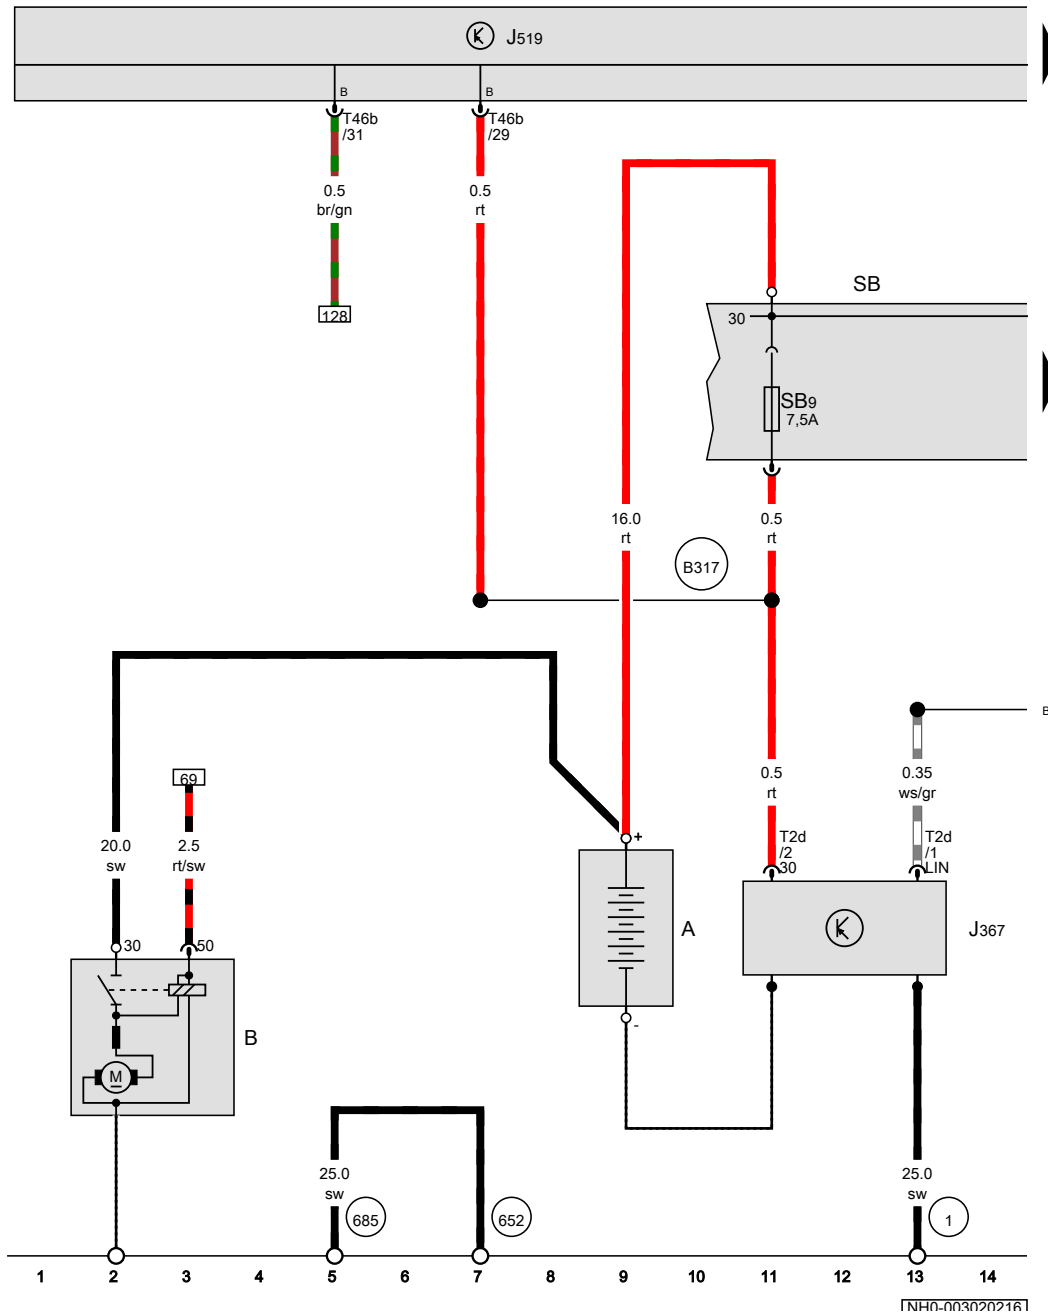 J519
B
B
T46b
/31
T46b
/29
0.5
br/gn
0.5
rt
128
SB
30
SB9
7,5A
16.0
rt
0.5
rt
B317
B
69
0.5
rt
0.35
ws/gr
20.0
sw
2.5
rt/sw
T2d
/2
30
T2d
/1
LIN
+
A
J367
30
50
-
B
M
25.0
sw
25.0
sw
685
652
1
1 2 3 4 5 6 7 8 9 10 11 12 13 14
NH0-003020216